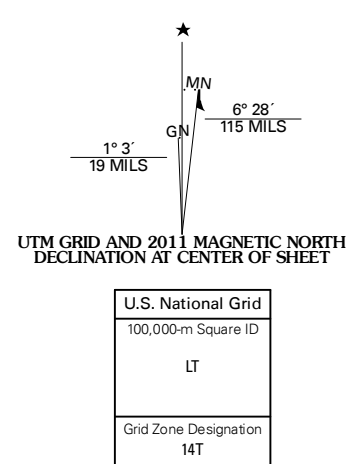 MN
6° 28´
115 MILS
GN
1° 3´
19 MILS
UTM GRID AND 2011 MAGNETIC NORTH
DECLINATION AT CENTER OF SHEET
U.S. National Grid
100,000-m Square ID
LT
Grid Zone Designation
14T